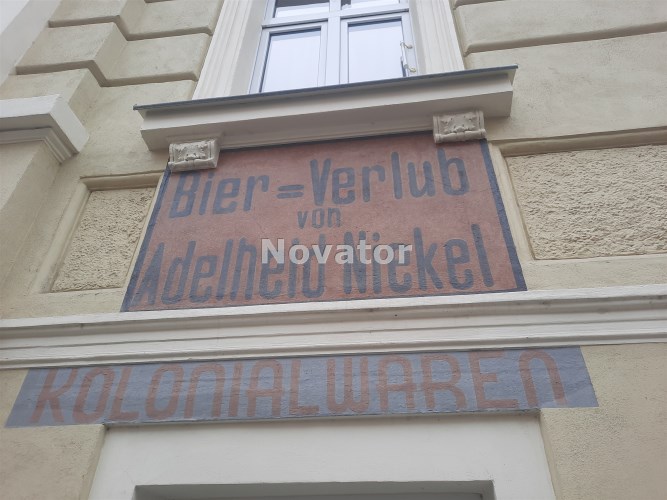 Bier = Verlub
von
Adelheid Nickel
Novator
KOLONIALWAREN